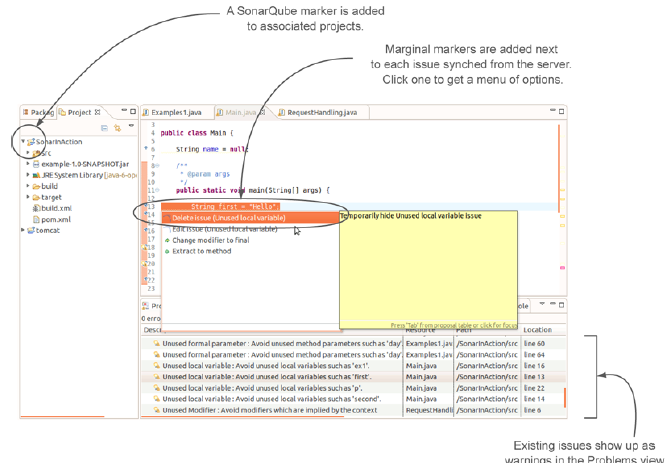 A SonarQube marker is added
to associated projects.
Marginal markers are added next
to each issue synched from the server.
Click one to get a menu of options.
Packag Project
Examples1.java Main.java RequestHandling.java
SonarInAction
src
example-1.0-SNAPSHOT.jar
JRE System Library [java-6-op
build
target
build.xml
pom.xml
tomcat
3
4 public class Main {
5
6 String name = null;
7
8 /**
9 * @param args
10 */
11 public static void main(String[] args) {
12
13 String first = "Hello";
14 Delete issue (Unused local variable)
15 Edit issue (Unused local variable)
16 Change modifier to final
17 Extract to method
18
19
20
21
22
23
Temporarily hide Unused local variable issue
Press 'Tab' from proposal table or click for focus
Pro
ole
0 erro
Descri Resource Path Location
Unused formal parameter : Avoid unused method parameters such as 'day'. Examples1.jav /SonarInAction/src line 60
Unused formal parameter : Avoid unused method parameters such as 'day'. Examples1.jav /SonarInAction/src line 64
Unused local variable : Avoid unused local variables such as 'ex1'. Main.java /SonarInAction/src line 16
Unused local variable : Avoid unused local variables such as 'first'. Main.java /SonarInAction/src line 13
Unused local variable : Avoid unused local variables such as 'p'. Main.java /SonarInAction/src line 22
Unused local variable : Avoid unused local variables such as 'second'. Main.java /SonarInAction/src line 14
Unused Modifier : Avoid modifiers which are implied by the context RequestHandli /SonarInAction/src line 6
Existing issues show up as
warnings in the Problems view